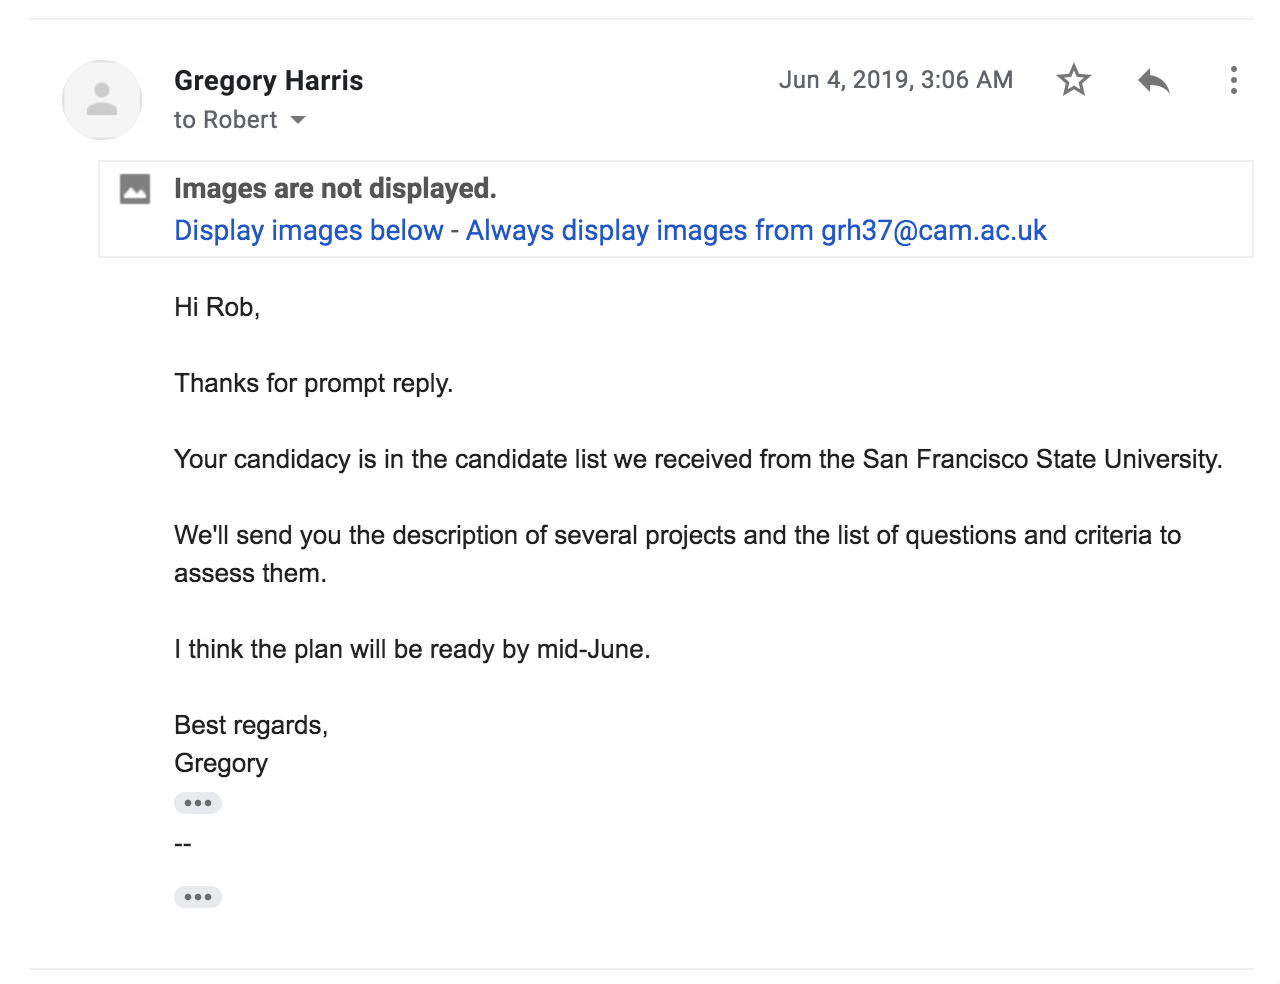 Gregory Harris
Jun 4, 2019, 3:06 AM
to Robert
Images are not displayed.
Display images below - Always display images from grh37@cam.ac.uk
Hi Rob,
Thanks for prompt reply.
Your candidacy is in the candidate list we received from the San Francisco State University.
We'll send you the description of several projects and the list of questions and criteria to
assess them.
I think the plan will be ready by mid-June.
Best regards,
Gregory
--